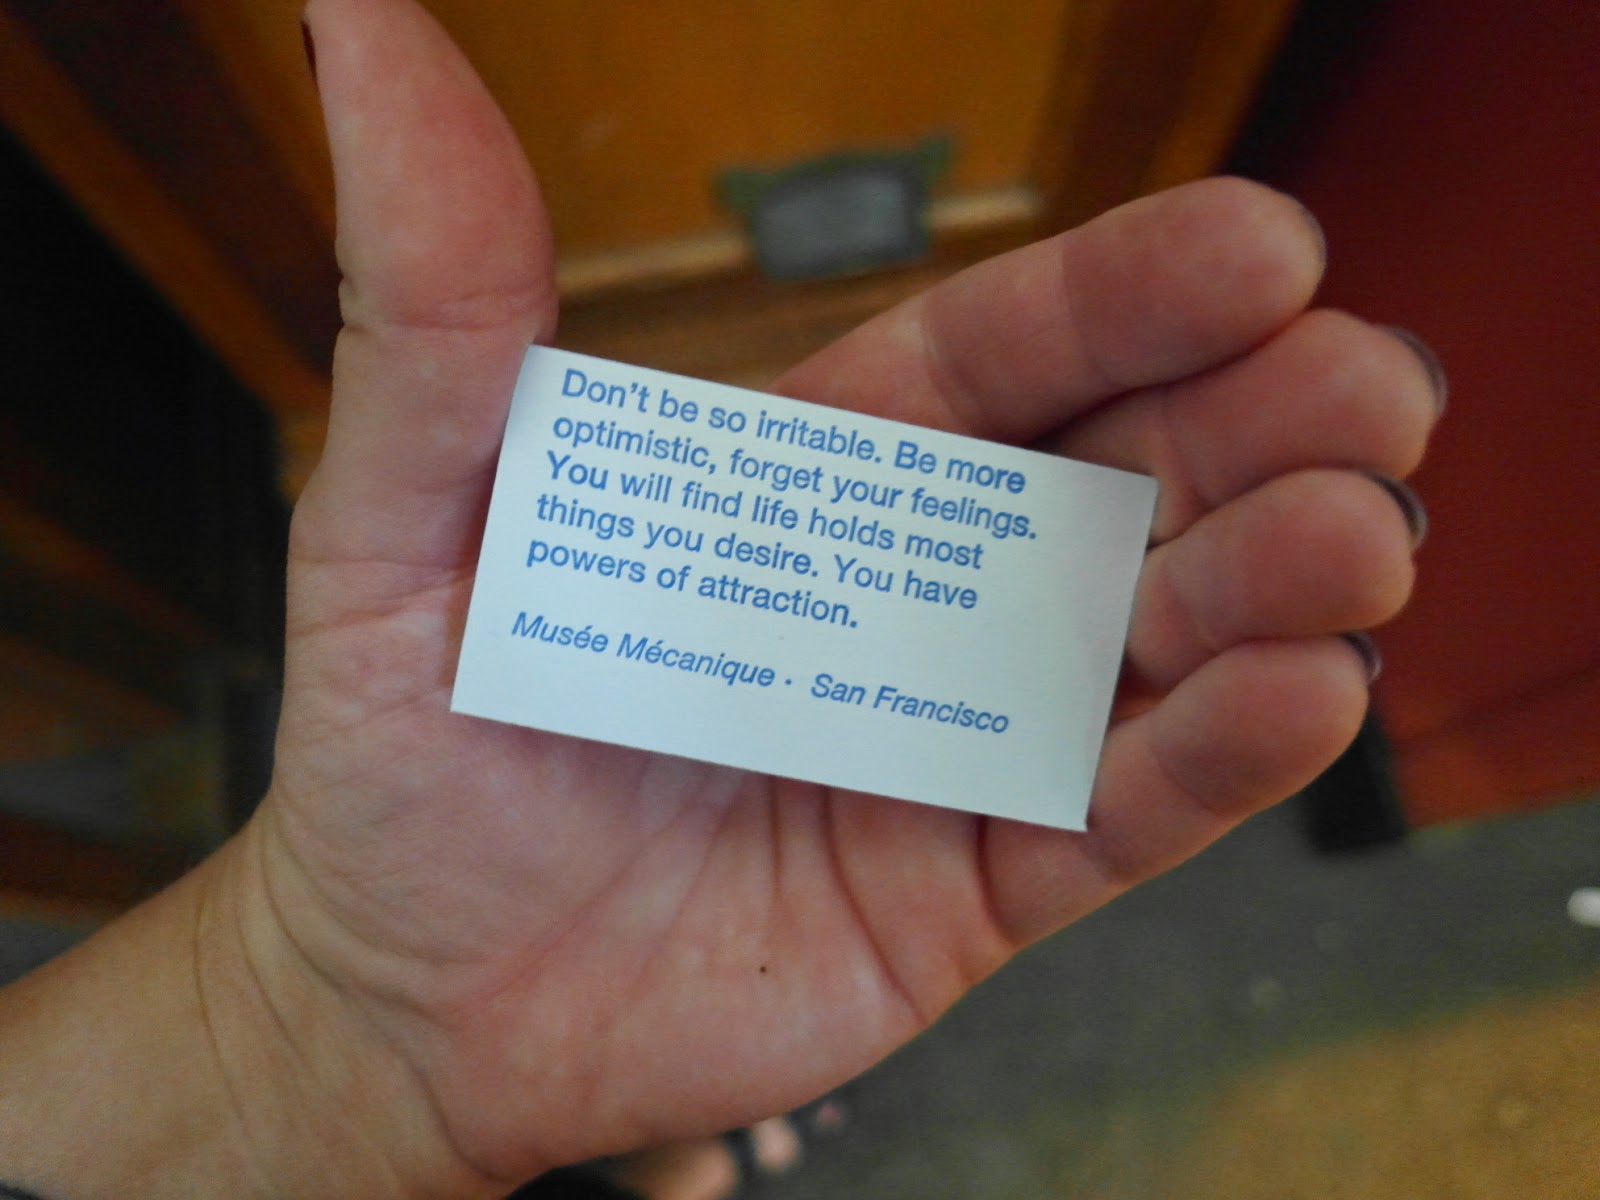 Don't be so irritable. Be more
optimistic, forget your feelings.
You will find life holds most
things you desire. You have
powers of attraction.
Musée Mécanique · San Francisco